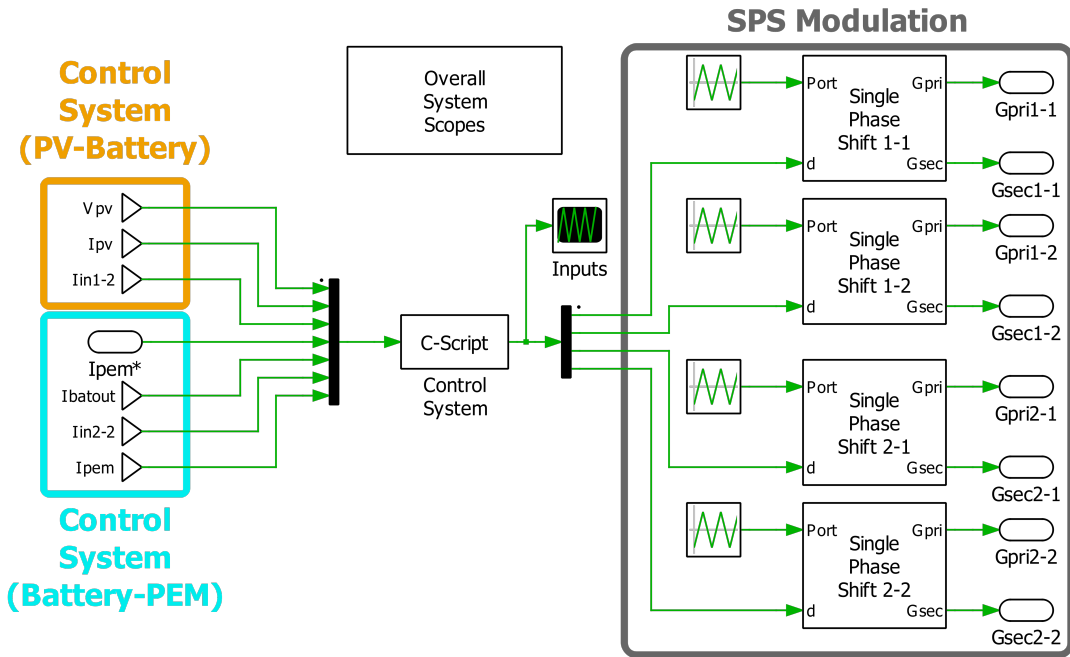 SPS Modulation
Control
System
(PV-Battery)
Vpv
Ipv
Iin1-2
Ipem*
Ibatout
Iin2-2
Ipem
Control
System
(Battery-PEM)
Overall
System
Scopes
C-Script
Control
System
Inputs
Port
d
Single
Phase
Shift 1-1
Gpri
Gsec
Gpri1-1
Gsec1-1
Port
d
Single
Phase
Shift 1-2
Gpri
Gsec
Gpri1-2
Gsec1-2
Port
d
Single
Phase
Shift 2-1
Gpri
Gsec
Gpri2-1
Gsec2-1
Port
d
Single
Phase
Shift 2-2
Gpri
Gsec
Gpri2-2
Gsec2-2